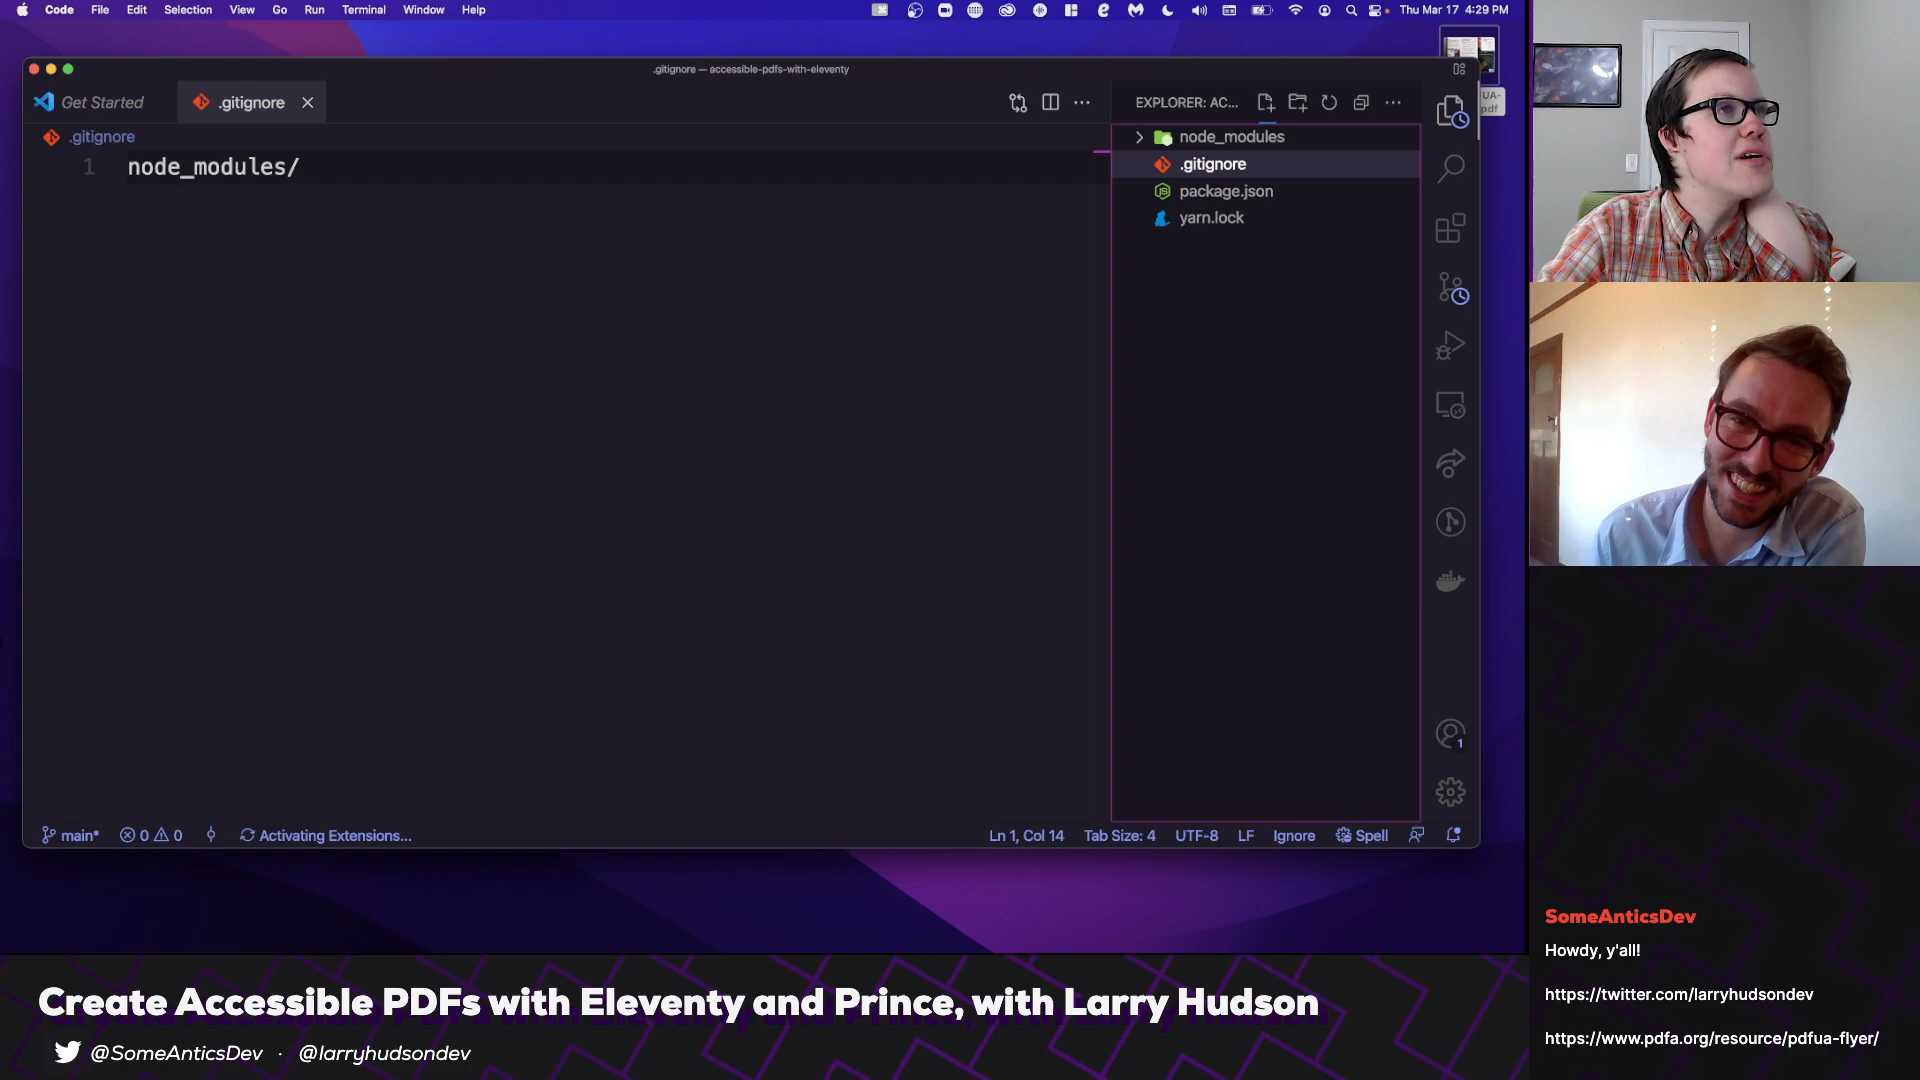 Code File Edit Selection View Go Run Terminal Window Help
Thu Mar 17 4:29 PM
.gitignore — accessible-pdfs-with-eleventy
Get Started
.gitignore
EXPLORER: AC...
UA-
pdf
.gitignore
1 node_modules/
node_modules
.gitignore
package.json
yarn.lock
1
main* 0 0 Activating Extensions...
Ln 1, Col 14 Tab Size: 4 UTF-8 LF Ignore Spell
SomeAnticsDev
Howdy, y'all!
https://twitter.com/larryhudsondev
https://www.pdfa.org/resource/pdfua-flyer/
Create Accessible PDFs with Eleventy and Prince, with Larry Hudson
@SomeAnticsDev · @larryhudsondev